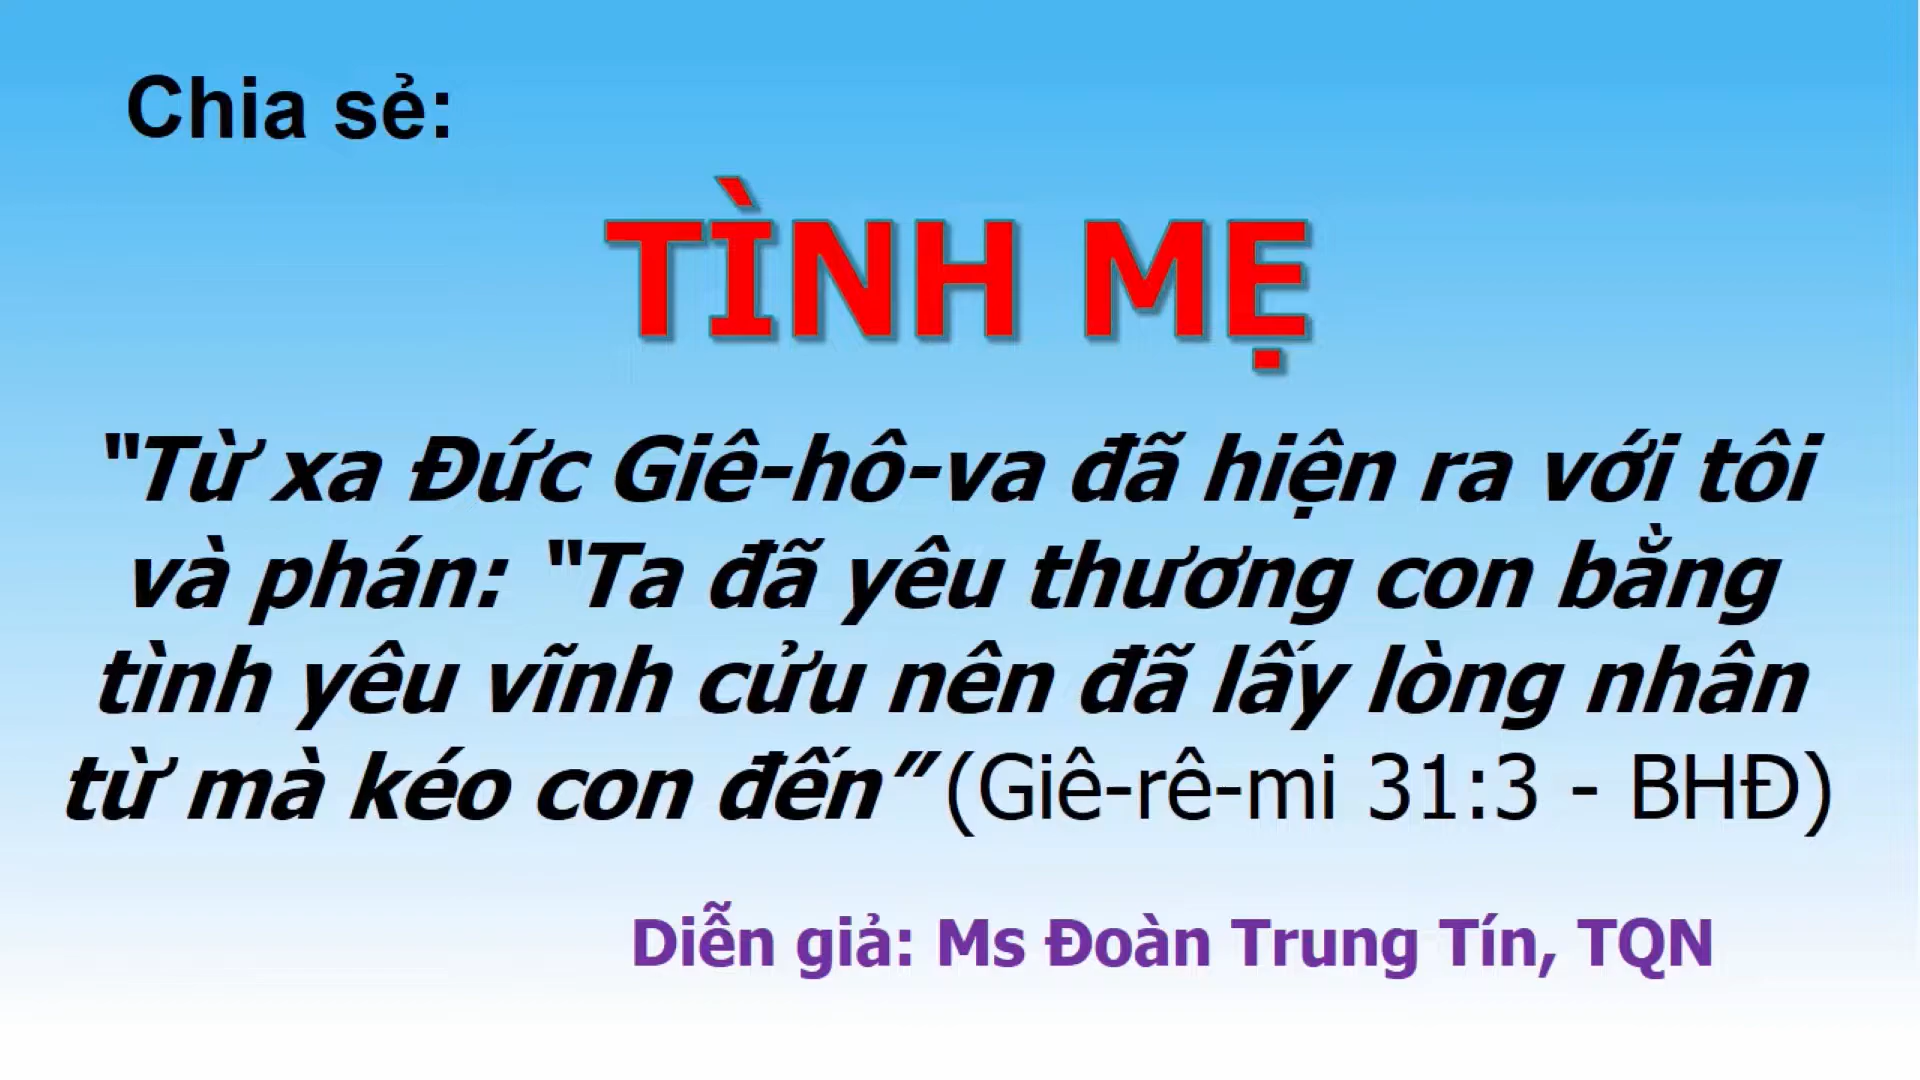 Chia sẻ:
TÌNH MẸ
“Từ xa Đức Giê-hô-va đã hiện ra với tôi
và phán: “Ta đã yêu thương con bằng
tình yêu vĩnh cửu nên đã lấy lòng nhân
từ mà kéo con đến” (Giê-rê-mi 31:3 - BHĐ)
Diễn giả: Ms Đoàn Trung Tín, TQN